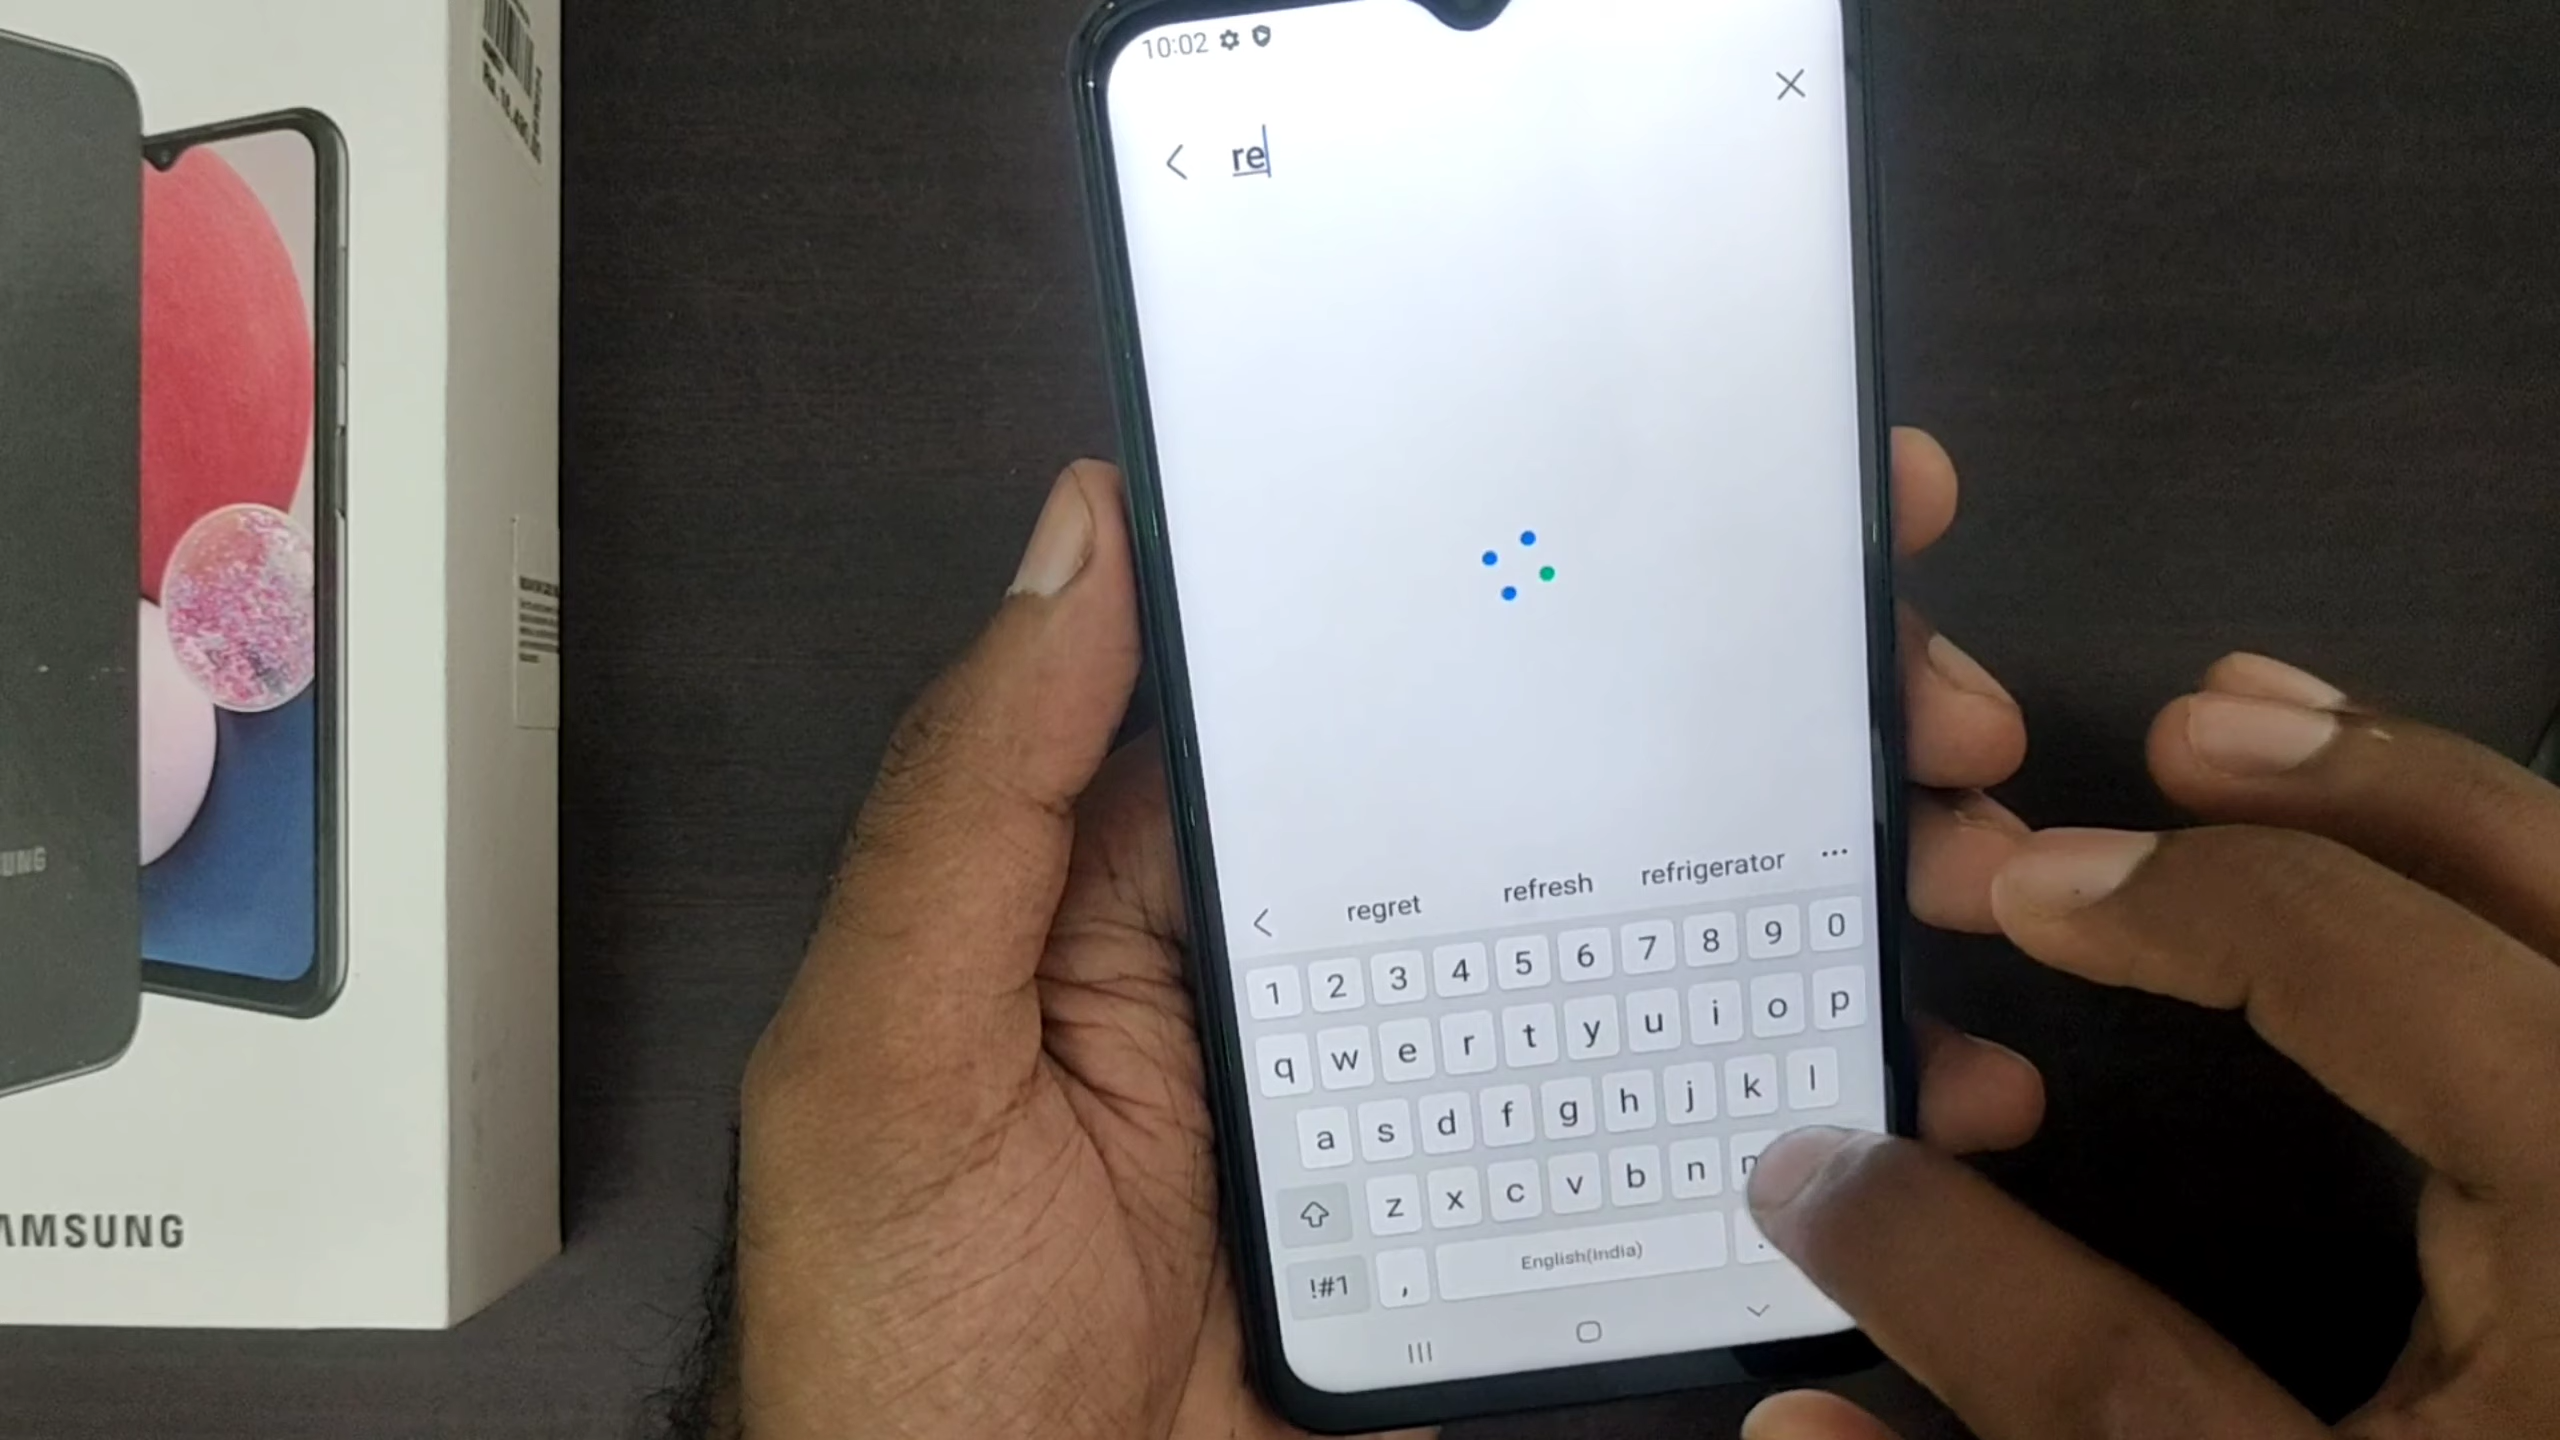 10:02
re
regret refresh refrigerator ...
1 2 3 4 5 6 7 8 9 0
q w e r t y u i o p
a s d f g h j k l
z x c v b n
!#1 , English(India) .
UNG
AMSUNG